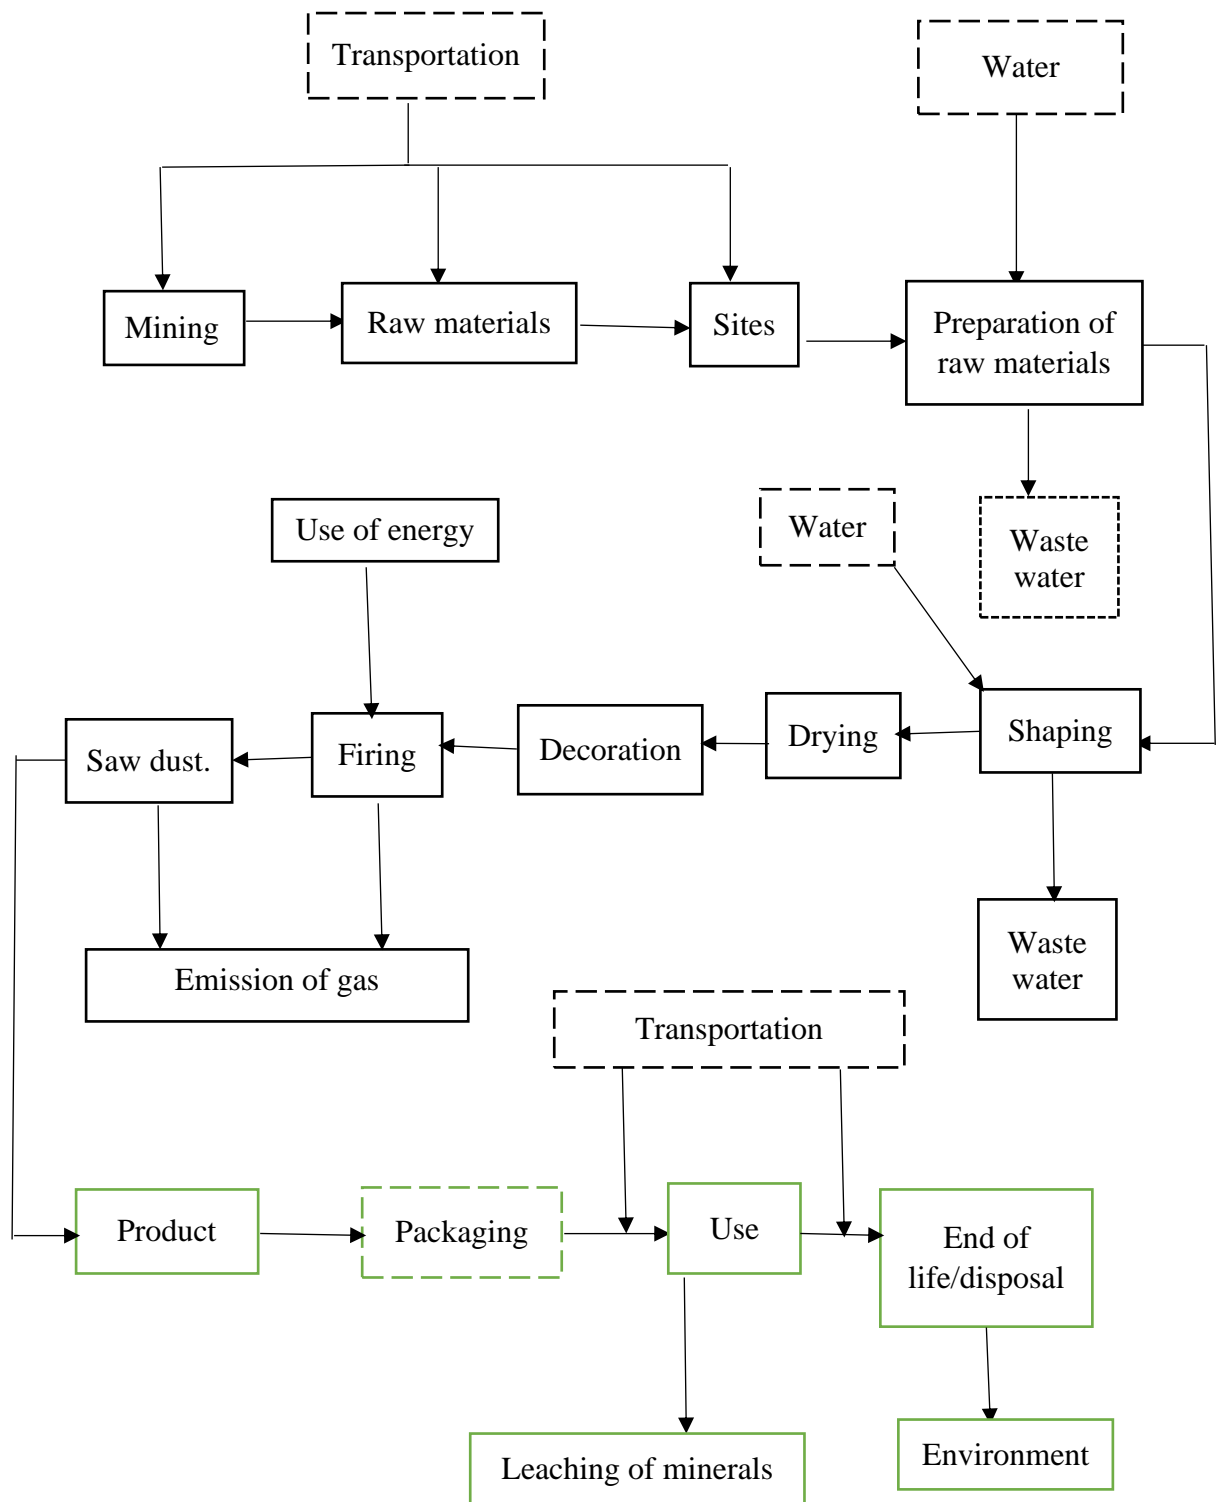 Transportation
Water
Mining
Raw materials
Sites
Preparation of
raw materials
Use of energy
Water
Waste
water
Saw dust.
Firing
Decoration
Drying
Shaping
Emission of gas
Waste
water
Transportation
Product
Packaging
Use
End of
life/disposal
Leaching of minerals
Environment